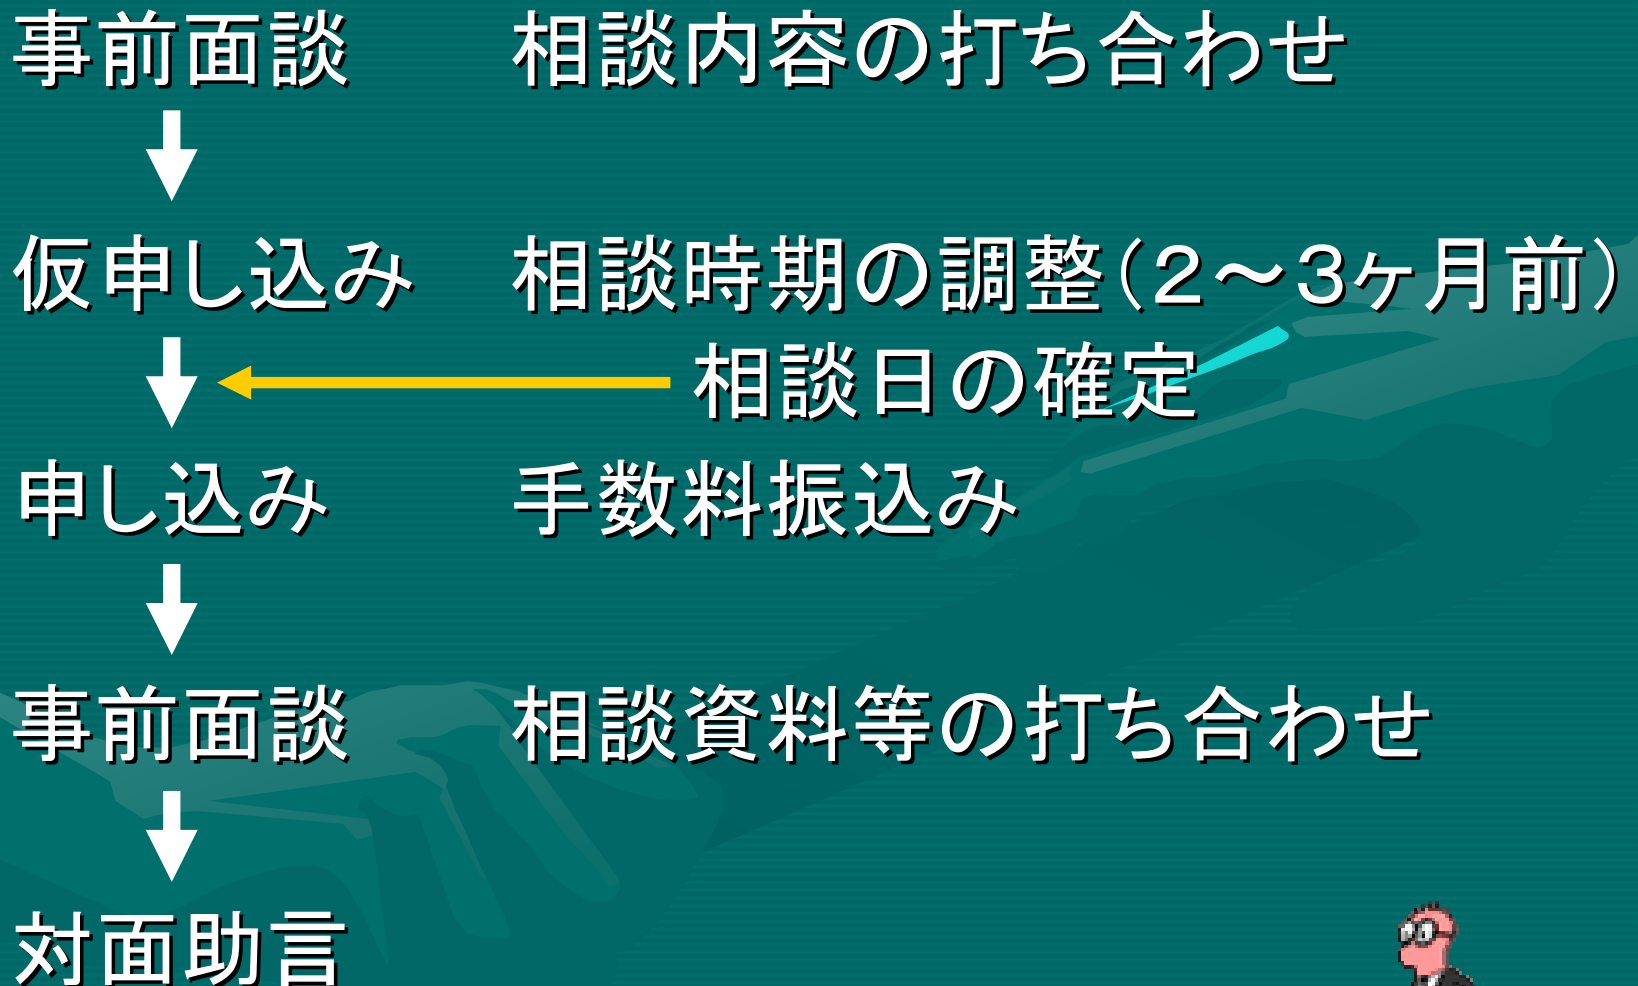 事前面談 相談内容の打ち合わせ
仮申し込み 相談時期の調整（２～３ヶ月前）
相談日の確定
申し込み 手数料振込み
事前面談 相談資料等の打ち合わせ
対面助言